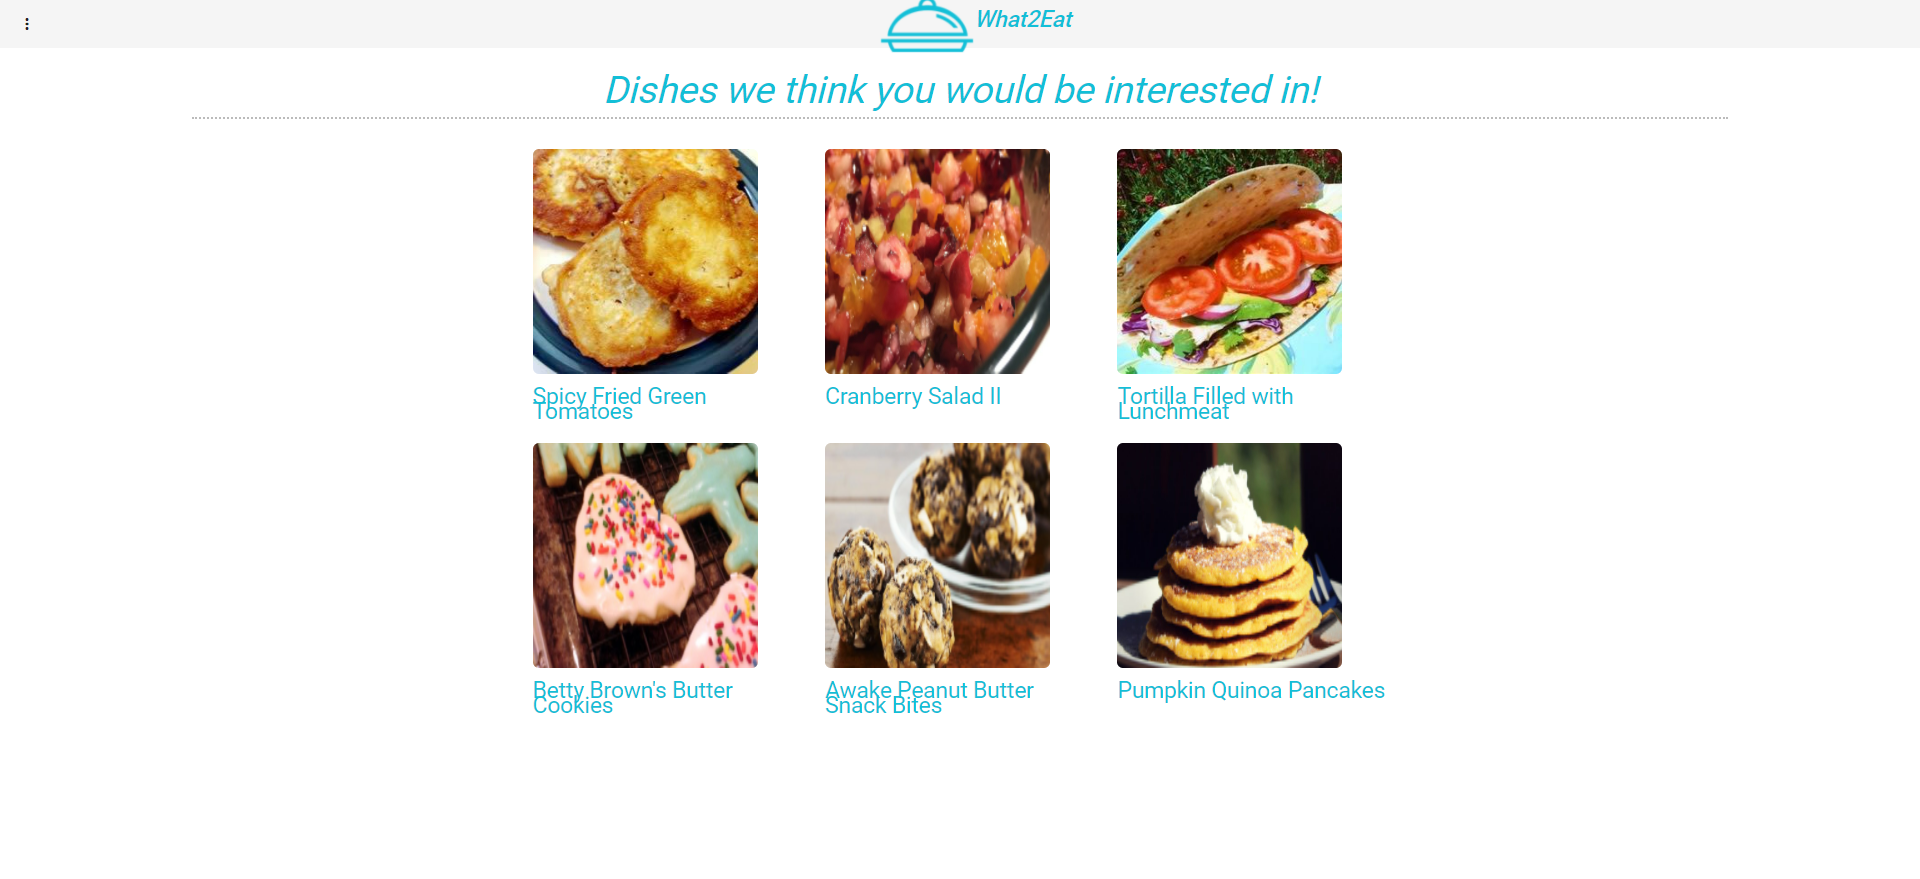 What2Eat
Dishes we think you would be interested in!
Spicy Fried Green
Tomatoes
Cranberry Salad II
Tortilla Filled with
Lunchmeat
Betty Brown's Butter
Cookies
Awake Peanut Butter
Snack Bites
Pumpkin Quinoa Pancakes